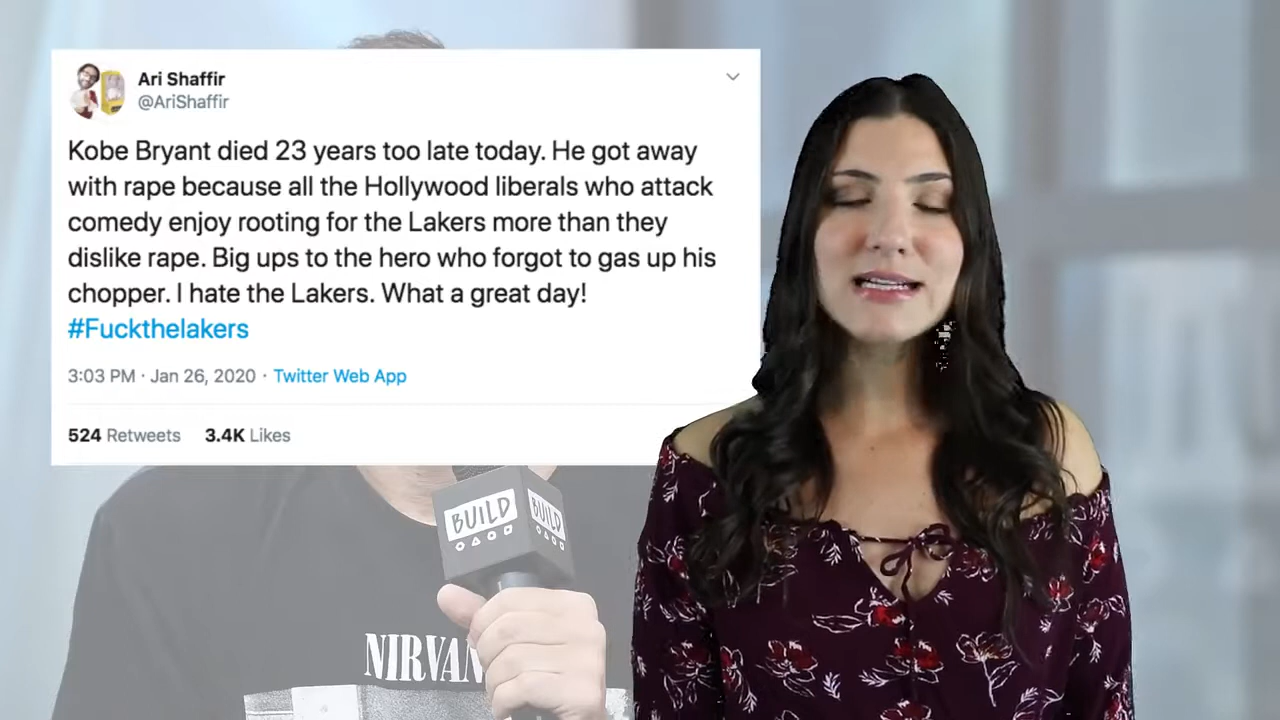 Ari Shaffir
@AriShaffir
Kobe Bryant died 23 years too late today. He got away
with rape because all the Hollywood liberals who attack
comedy enjoy rooting for the Lakers more than they
dislike rape. Big ups to the hero who forgot to gas up his
chopper. I hate the Lakers. What a great day!
#Fuckthelakers
3:03 PM · Jan 26, 2020 · Twitter Web App
524 Retweets 3.4K Likes
BUILD BUILD